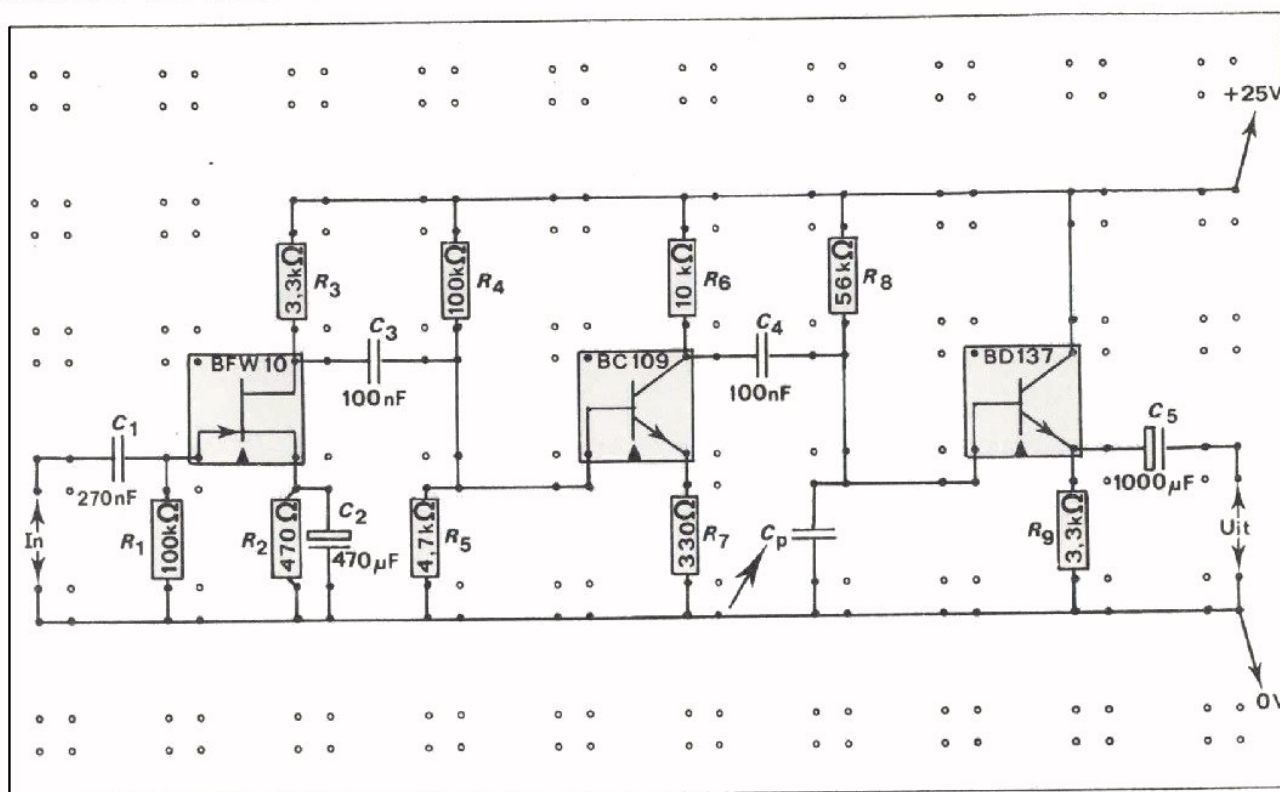 +25V
3,3kΩ
R3
100kΩ
R4
10 kΩ
R6
56kΩ
R8
C3
100nF
C4
100nF
BFW10
BC109
BD137
C1
270nF
C5
1000µF
In
R1
100kΩ
R2
470 Ω
C2
470µF
R5
4,7kΩ
R7
330Ω
Cp
R9
3,3kΩ
Uit
0V